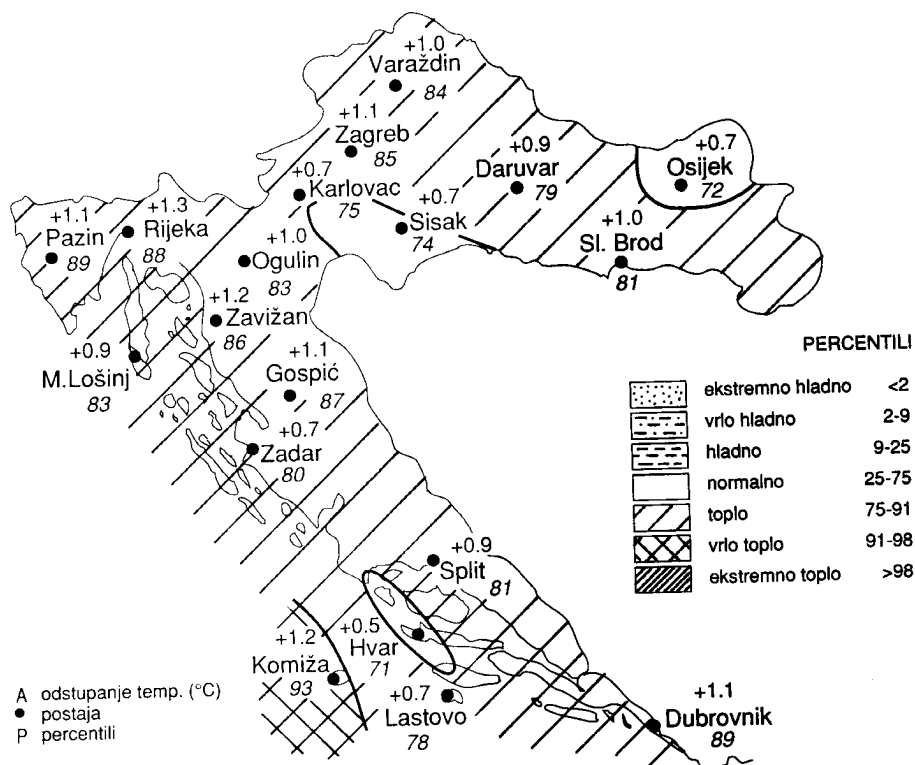 +1.0
Varaždin
84
+1.1
Zagreb
85
+0.7
Karlovac
75
+0.7
Sisak
74
+0.9
Daruvar
79
+0.7
Osijek
72
+1.0
Sl. Brod
81
+1.1
Pazin
89
+1.3
Rijeka
88
+1.0
Ogulin
83
+1.2
Zavižan
86
+0.9
M.Lošinj
83
+1.1
Gospić
87
+0.7
Zadar
80
+0.9
Split
81
+0.5
Hvar
71
+1.2
Komiža
93
+0.7
Lastovo
78
+1.1
Dubrovnik
89
PERCENTILI
ekstremno hladno <2
vrlo hladno 2-9
hladno 9-25
normalno 25-75
toplo 75-91
vrlo toplo 91-98
ekstremno toplo >98
A odstupanje temp. (°C)
postaja
P percentili